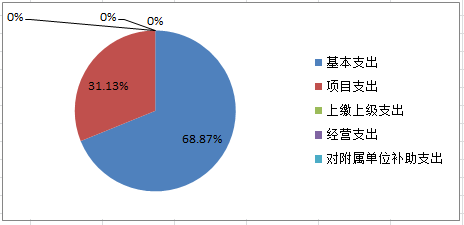 0%
0%
0%
31.13%
68.87%
基本支出
项目支出
上缴上级支出
经营支出
对附属单位补助支出